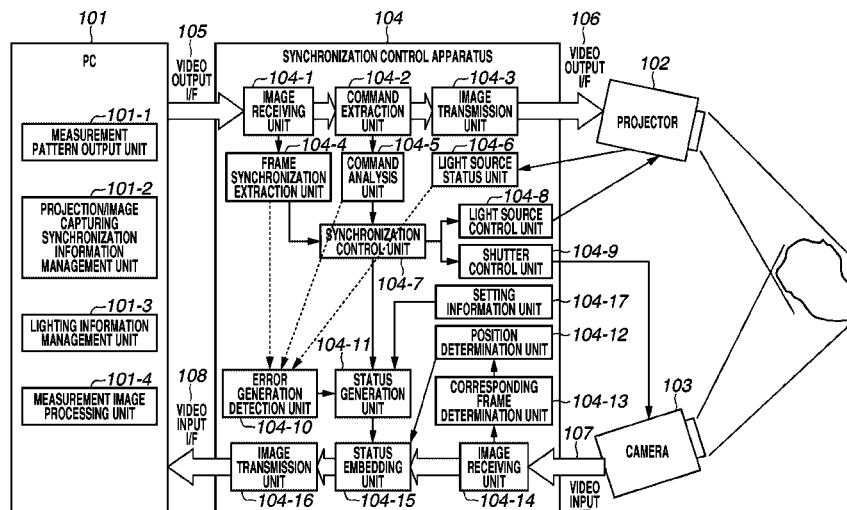 101
PC
101-1
MEASUREMENT
PATTERN OUTPUT UNIT
101-2
PROJECTION/IMAGE
CAPTURING
SYNCHRONIZATION
INFORMATION
MANAGEMENT UNIT
101-3
LIGHTING INFORMATION
MANAGEMENT UNIT
101-4
MEASUREMENT IMAGE
PROCESSING UNIT
105
VIDEO
OUTPUT
I/F
108
VIDEO
INPUT
I/F
104
SYNCHRONIZATION CONTROL APPARATUS
104-1
IMAGE
RECEIVING
UNIT
104-2
COMMAND
EXTRACTION
UNIT
104-3
IMAGE
TRANSMISSION
UNIT
104-4
FRAME
SYNCHRONIZATION
EXTRACTION UNIT
104-5
COMMAND
ANALYSIS
UNIT
104-6
LIGHT SOURCE
STATUS UNIT
SYNCHRONIZATION
CONTROL UNIT
104-7
104-8
LIGHT SOURCE
CONTROL UNIT
104-9
SHUTTER
CONTROL UNIT
SETTING
INFORMATION UNIT
104-17
POSITION
DETERMINATION UNIT
104-12
CORRESPONDING
FRAME
DETERMINATION UNIT
104-13
104-11
ERROR
GENERATION
DETECTION UNIT
104-10
STATUS
GENERATION
UNIT
IMAGE
TRANSMISSION
UNIT
104-16
STATUS
EMBEDDING
UNIT
104-15
IMAGE
RECEIVING
UNIT
104-14
106
VIDEO
OUTPUT
I/F
102
PROJECTOR
103
CAMERA
107
VIDEO
INPUT